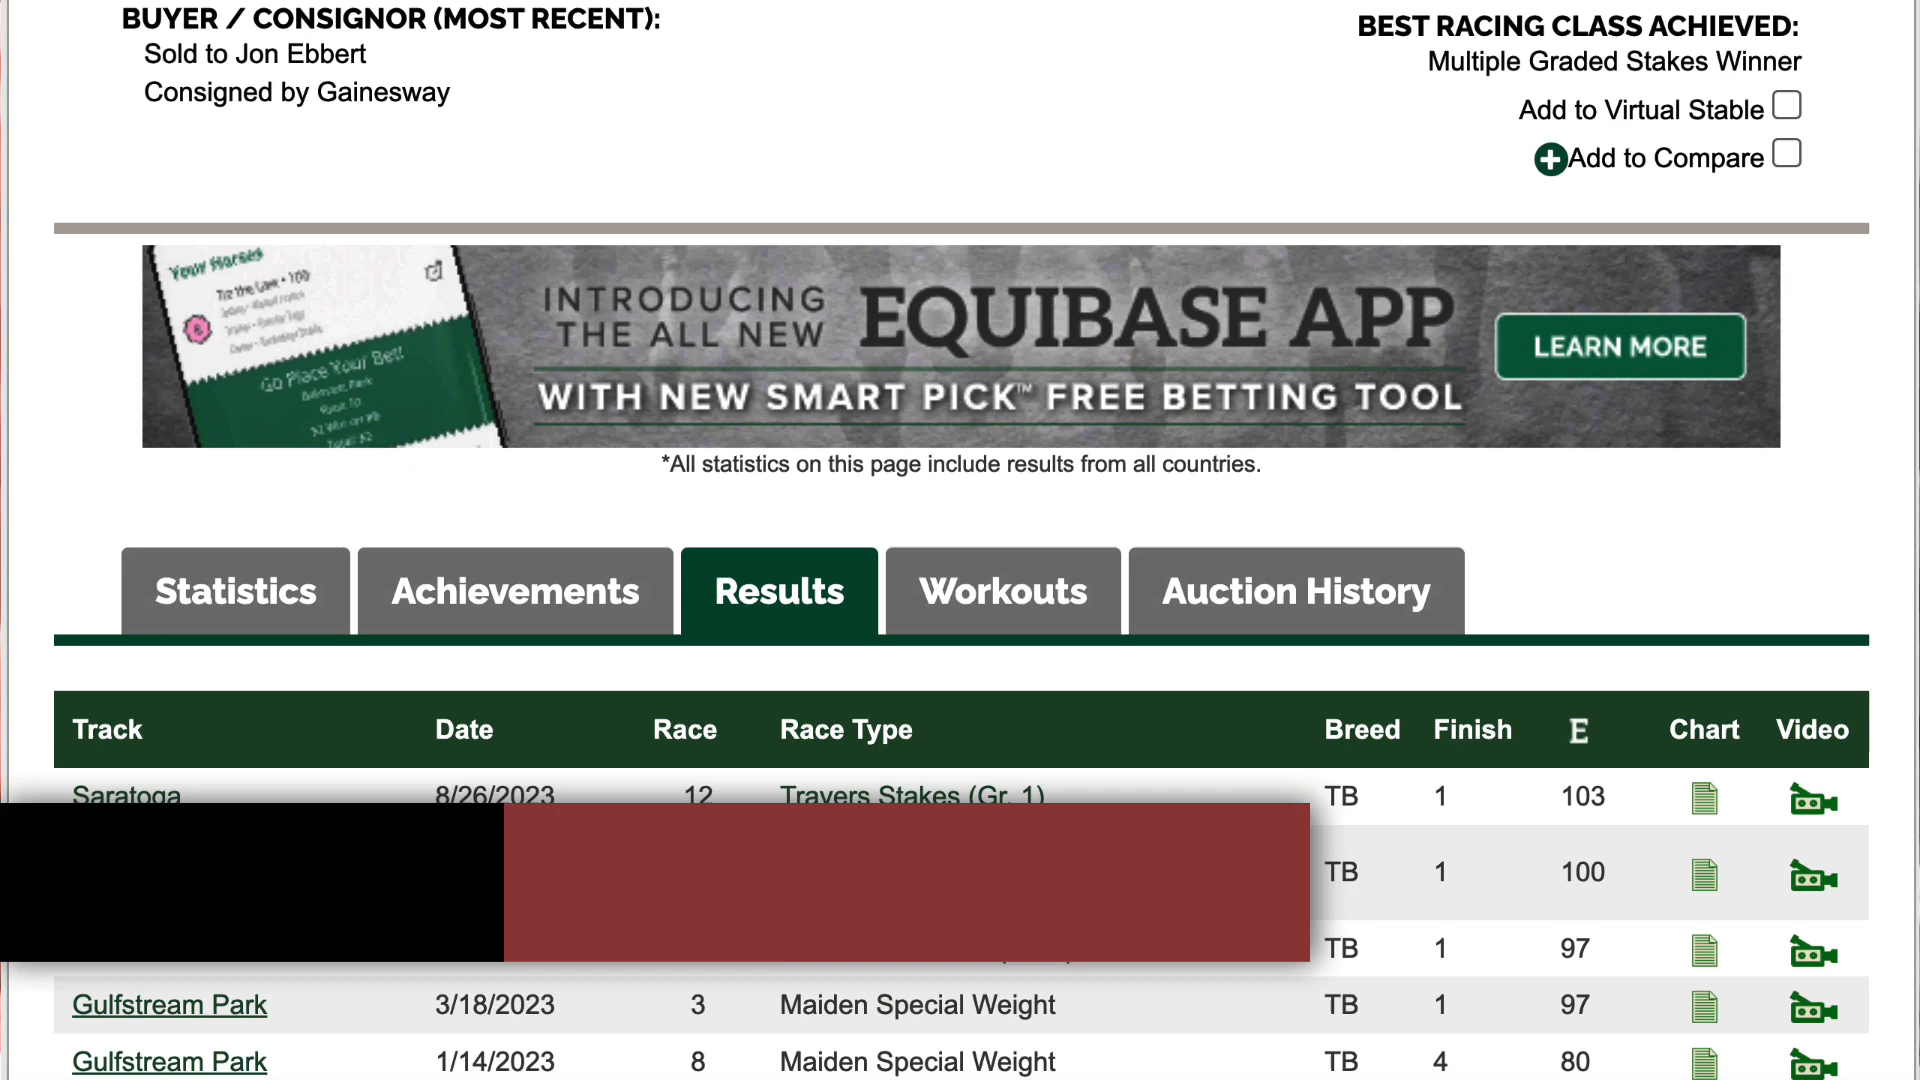 BUYER / CONSIGNOR (MOST RECENT):
Sold to Jon Ebbert
Consigned by Gainesway
BEST RACING CLASS ACHIEVED:
Multiple Graded Stakes Winner
Add to Virtual Stable
Add to Compare
Your Horses
Tiz the Law • 100
Go Place Your Bet!
INTRODUCING
THE ALL NEW
EQUIBASE APP
WITH NEW SMART PICK™ FREE BETTING TOOL
LEARN MORE
*All statistics on this page include results from all countries.
Statistics Achievements Results Workouts Auction History
Track Date Race Race Type Breed Finish E Chart Video
Saratoga 8/26/2023 12 Travers Stakes (Gr. 1) TB 1 103
TB 1 100
TB 1 97
Gulfstream Park 3/18/2023 3 Maiden Special Weight TB 1 97
Gulfstream Park 1/14/2023 8 Maiden Special Weight TB 4 80